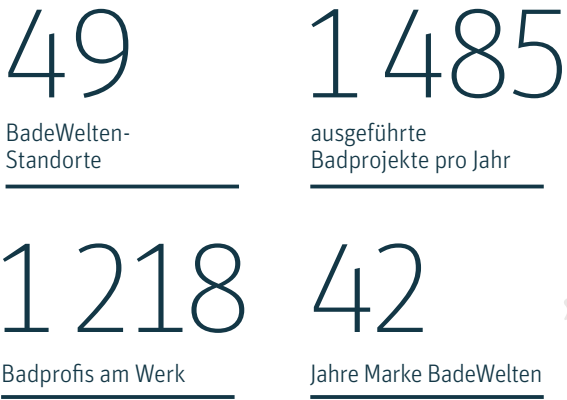 49
BadeWelten-
Standorte
1 485
ausgeführte
Badprojekte pro Jahr
1 218
Badprofis am Werk
42
Jahre Marke BadeWelten